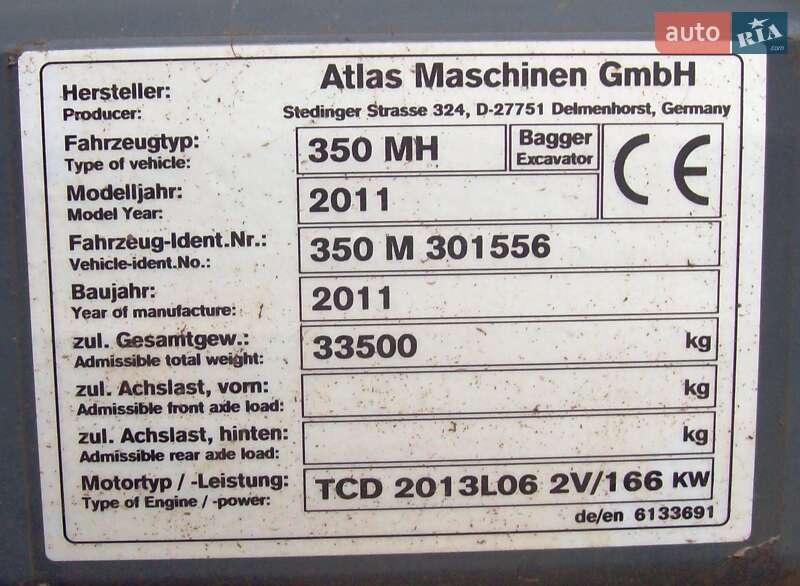 auto RIA.com
Hersteller: Atlas Maschinen GmbH
Producer: Stedinger Strasse 324, D-27751 Delmenhorst, Germany
Fahrzeugtyp: 350 MH Bagger CE
Type of vehicle: Excavator
Modelljahr: 2011
Model Year:
Fahrzeug-Ident.Nr.: 350 M 301556
Vehicle-ident.No.:
Baujahr: 2011
Year of manufacture:
zul. Gesamtgew.: 33500 kg
Admissible total weight:
zul. Achslast, vorn: kg
Admissible front axle load:
zul. Achslast, hinten: kg
Admissible rear axle load:
Motortyp / -Leistung: TCD 2013L06 2V/166 KW
Type of Engine / -power:
de/en 6133691